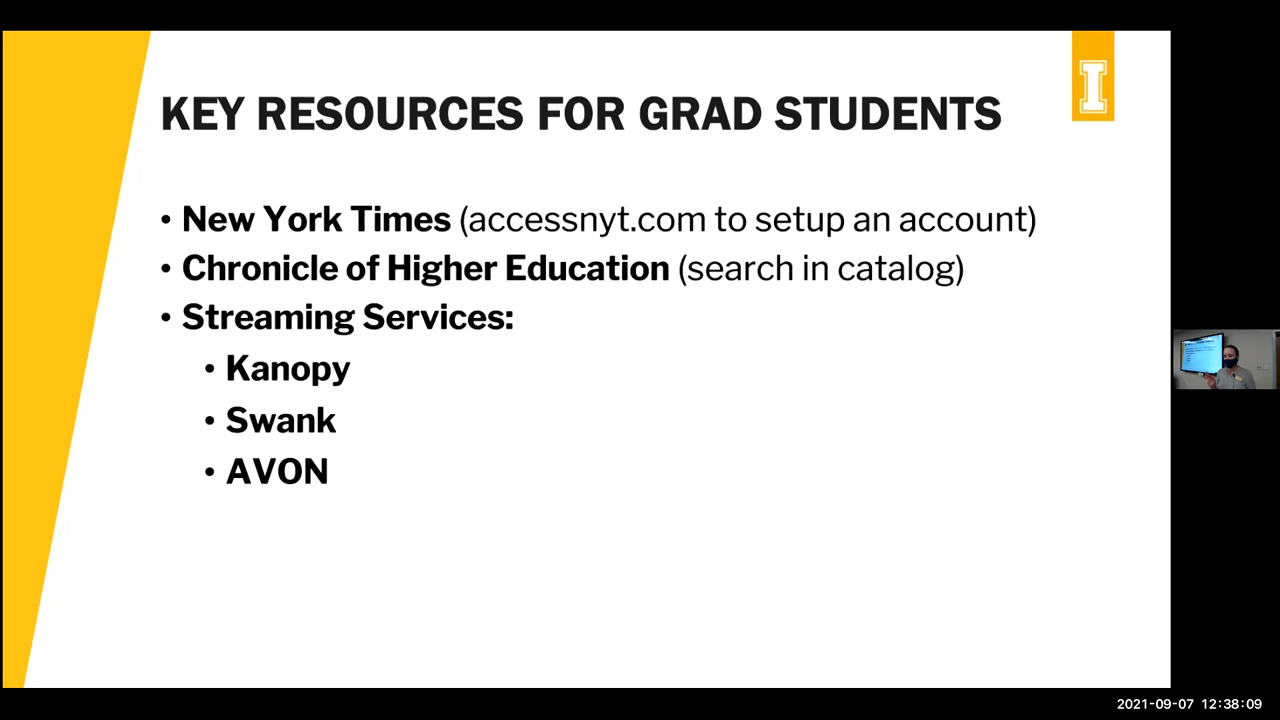 I
KEY RESOURCES FOR GRAD STUDENTS
• New York Times (accessnyt.com to setup an account)
• Chronicle of Higher Education (search in catalog)
• Streaming Services:
• Kanopy
• Swank
• AVON
2021-09-07 12:38:09